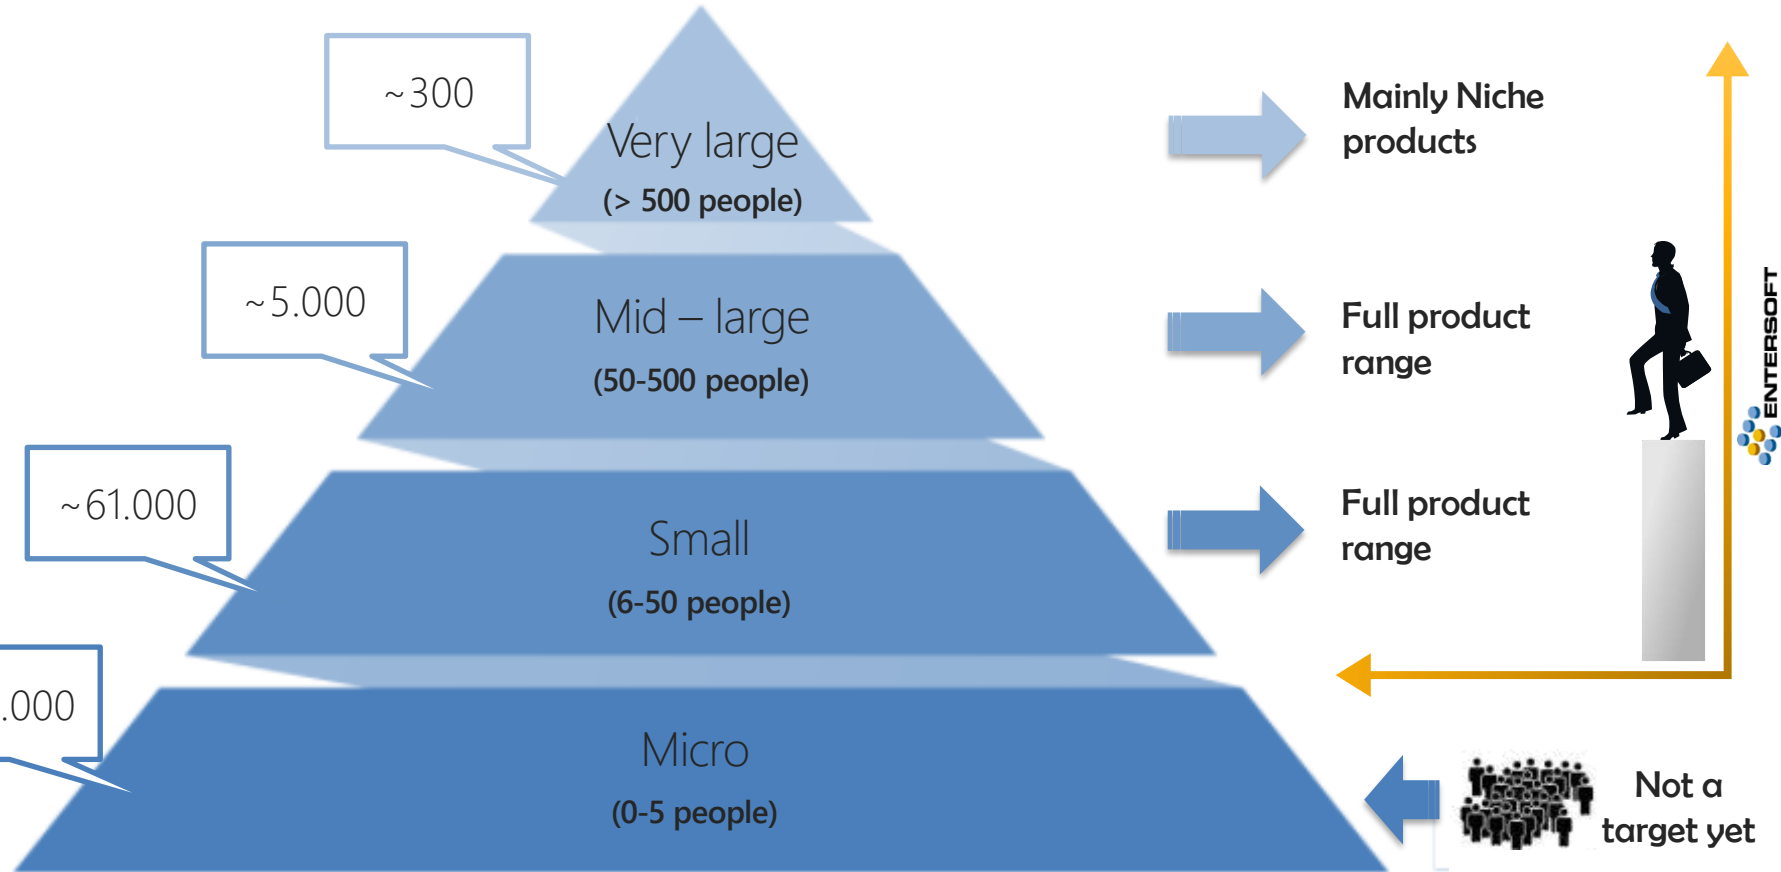 ~300
Very large
(> 500 people)
Mainly Niche
products
~5.000
Mid – large
(50-500 people)
Full product
range
ENTERSOFT
~61.000
Small
(6-50 people)
Full product
range
.000
Micro
(0-5 people)
Not a
target yet